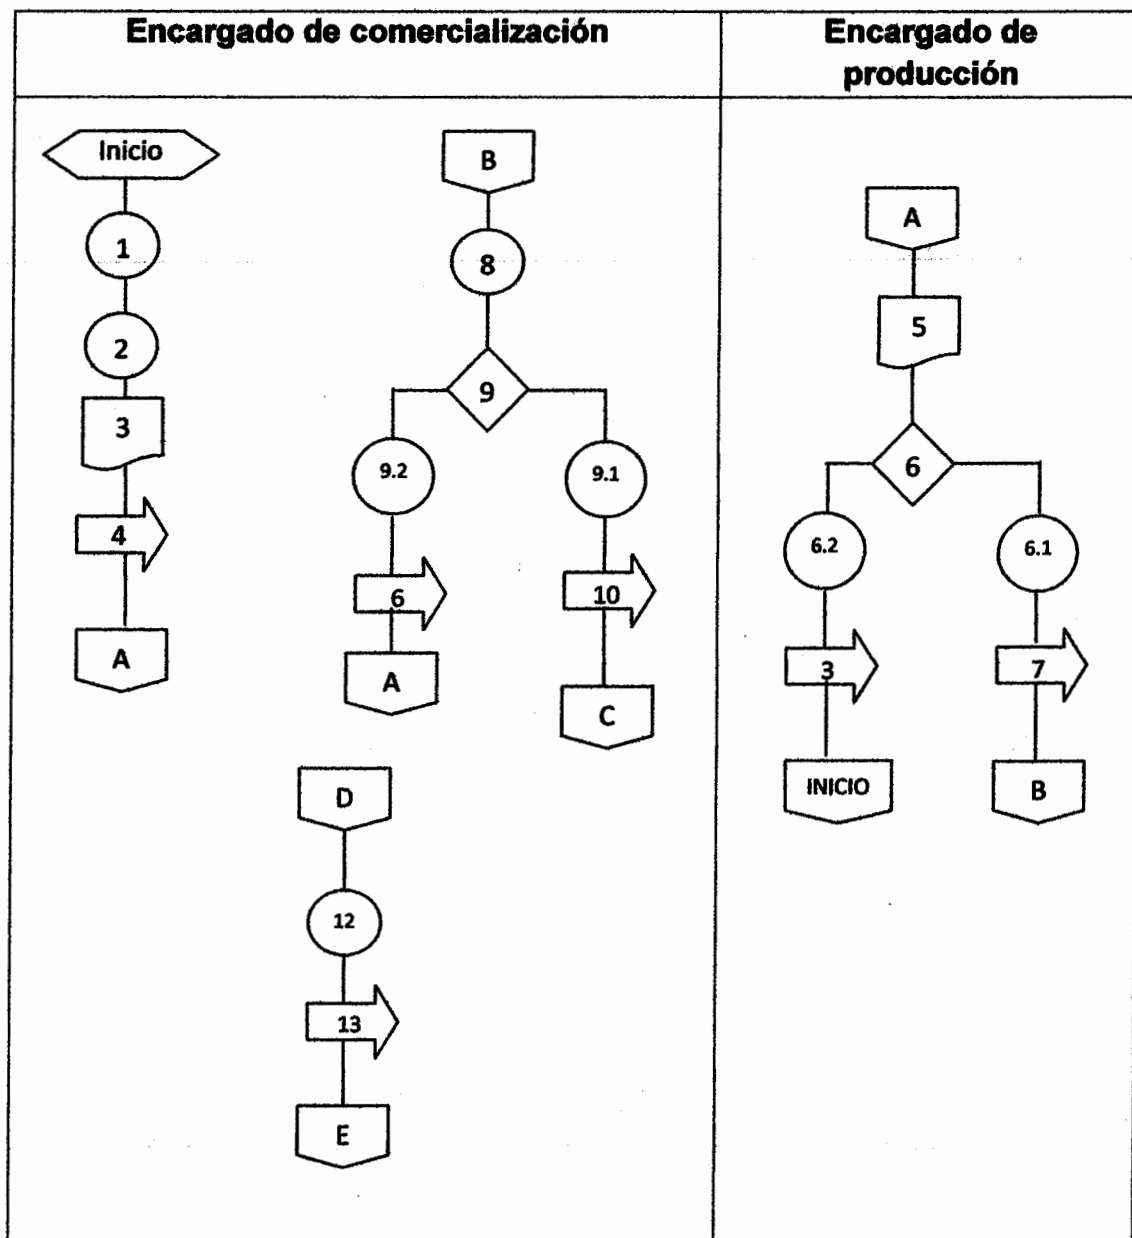 Encargado de comercialización
Encargado de
producción
Inicio
1
2
3
4
A
B
8
9
9.2
9.1
6
10
A
C
D
12
13
E
A
5
6
6.2
6.1
3
7
INICIO
B